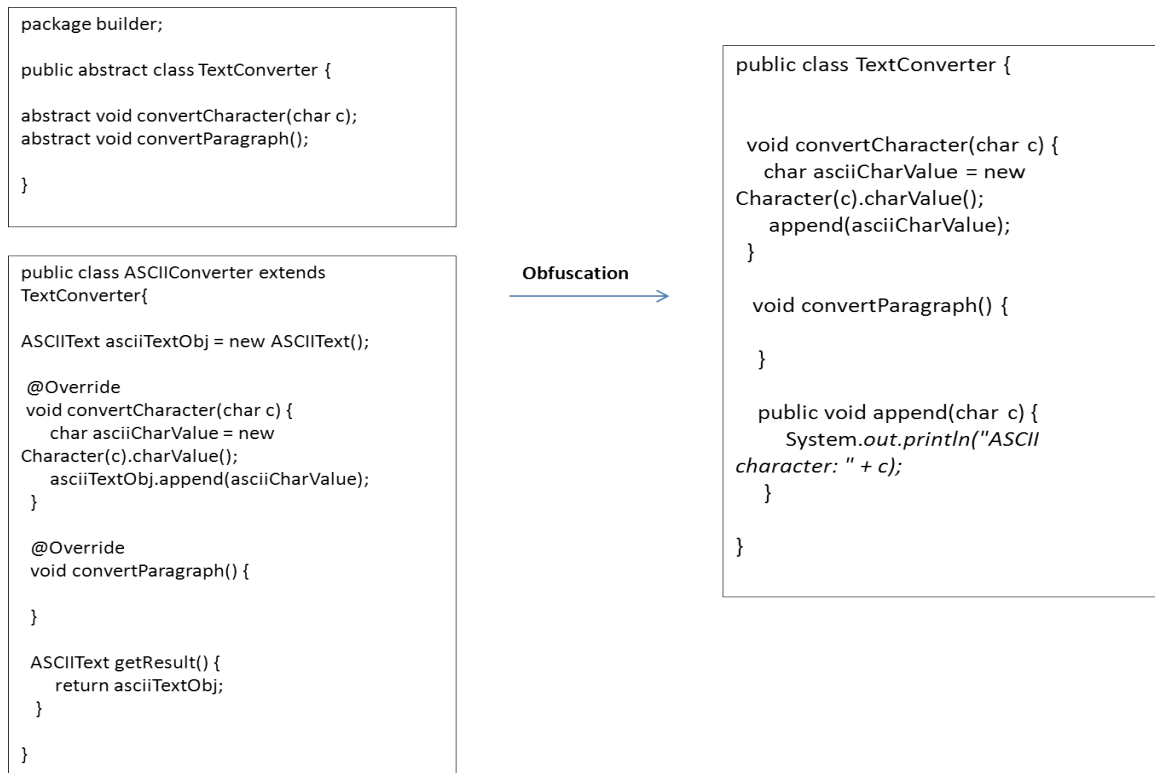 package builder;
public abstract class TextConverter {
abstract void convertCharacter(char c);
abstract void convertParagraph();
}
public class ASCIIConverter extends
TextConverter{
ASCIIText asciiTextObj = new ASCIIText();
@Override
void convertCharacter(char c) {
char asciiCharValue = new
Character(c).charValue();
asciiTextObj.append(asciiCharValue);
}
@Override
void convertParagraph() {
}
ASCIIText getResult() {
return asciiTextObj;
}
}
Obfuscation
public class TextConverter {
void convertCharacter(char c) {
char asciiCharValue = new
Character(c).charValue();
append(asciiCharValue);
}
void convertParagraph() {
}
public void append(char c) {
System.out.println("ASCII
character: " + c);
}
}